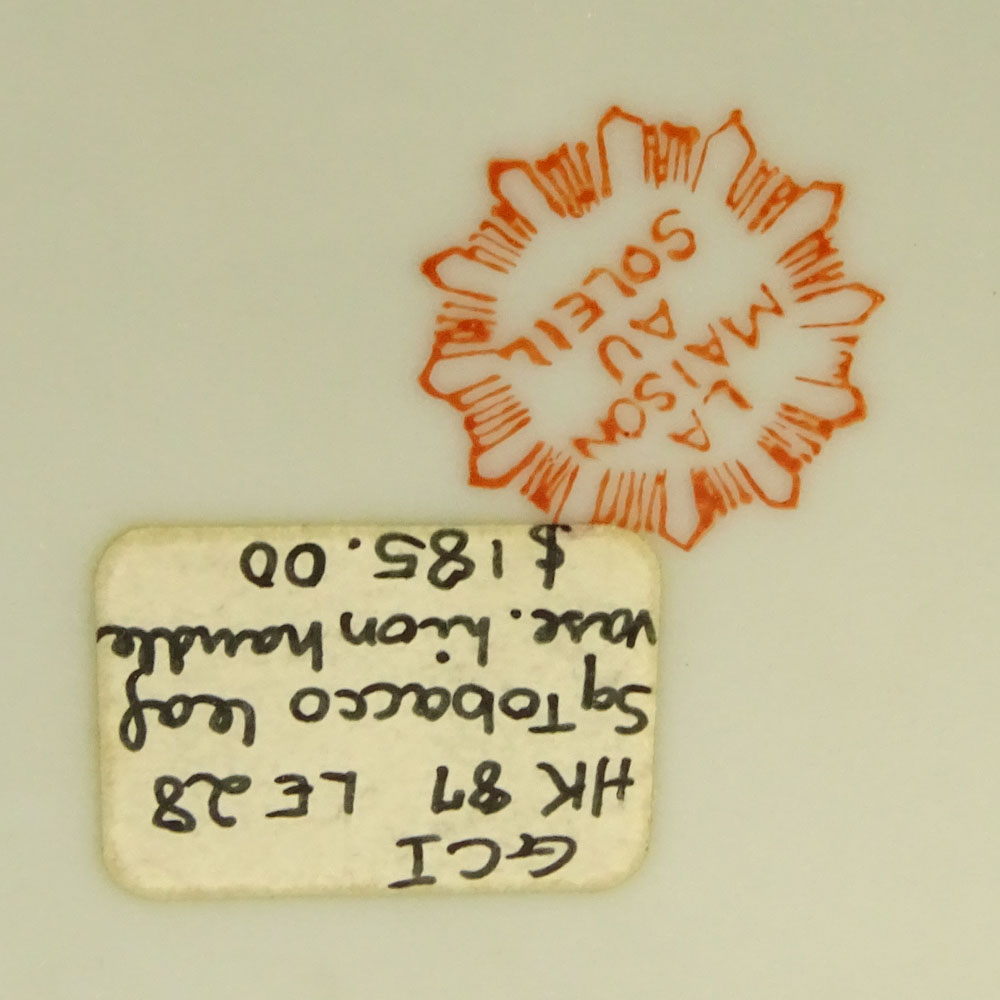 GCI
HK 87 LE 28
Sq Tobacco leaf
vase. Lion handle
$185.00
LA
MAISON
AU
SOLEIL